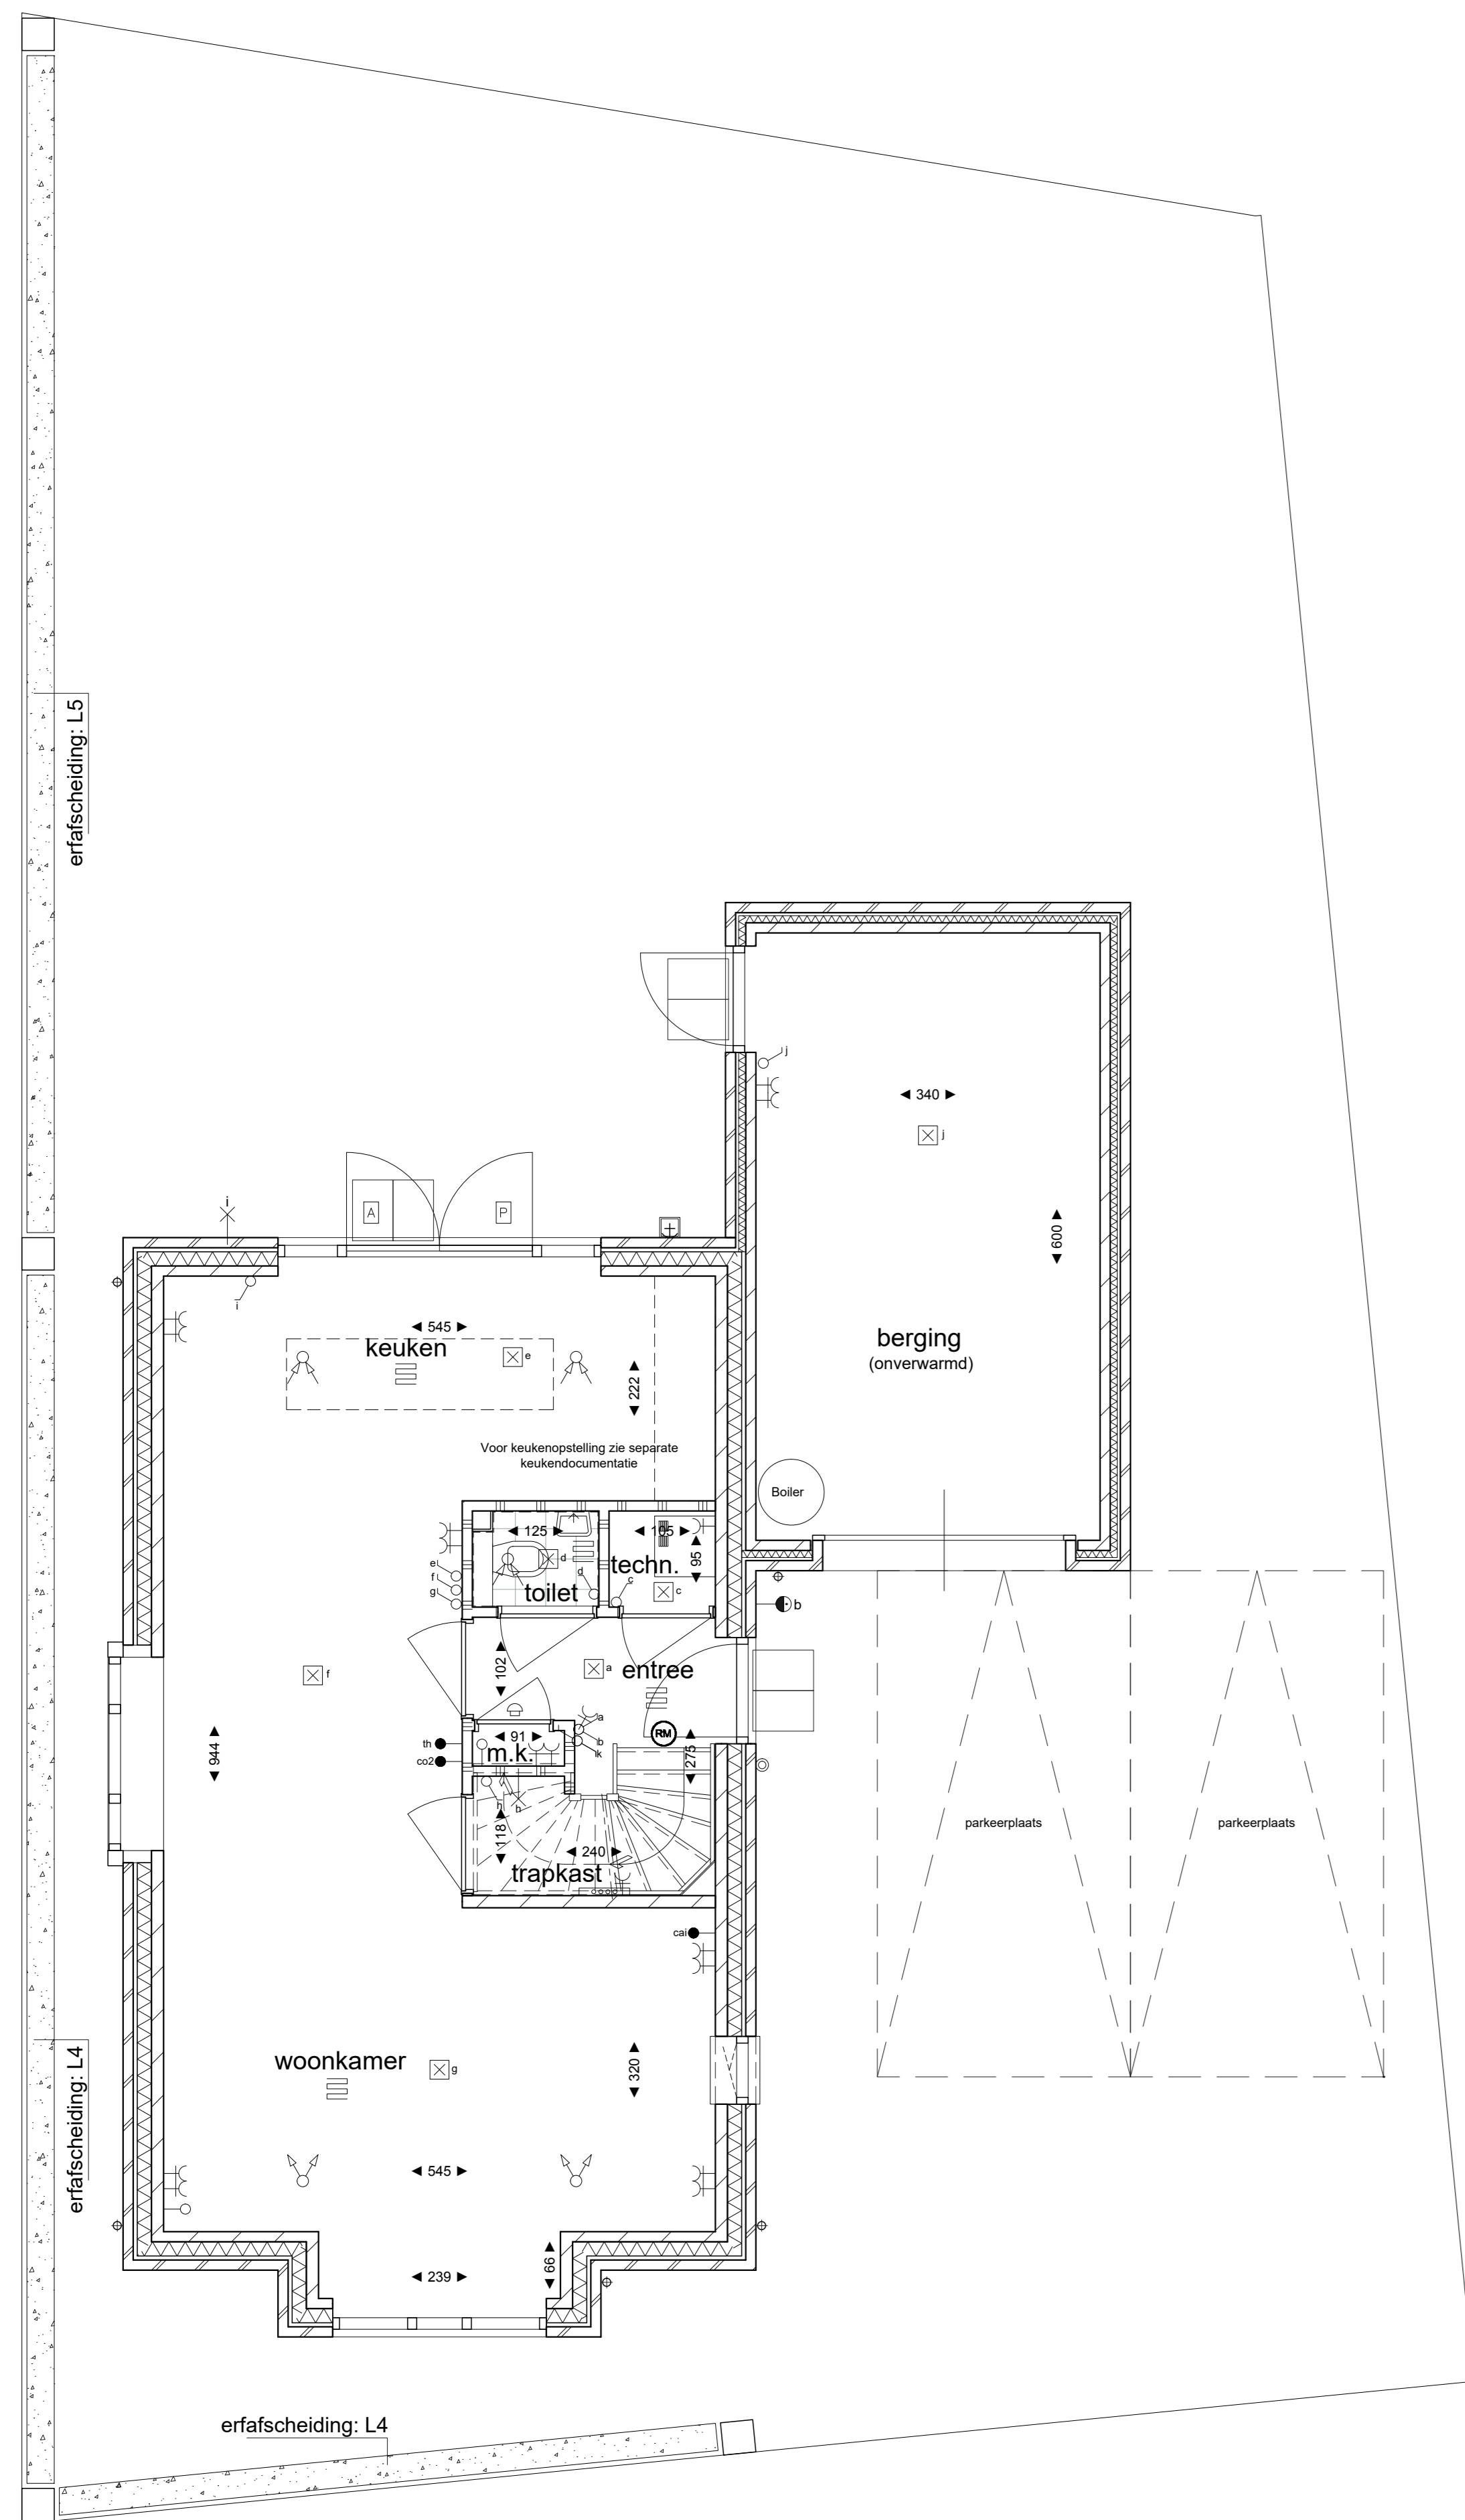 erfafscheiding: L5
j
◄ 340 ►
j
A
P
i
600
i
◄ 545 ►
keuken
e
222
berging
(onverwarmd)
Voor keukenopstelling zie separate
keukendocumentatie
Boiler
◄ 125 ►
◄ 105 ►
95
d
techn.
e
f
g
toilet
d
c
c
b
102
a
entree
f
a
RM
b
k
◄ 91 ►
m.k.
th
co2
944
275
h
h
118
◄ 240 ►
trapkast
parkeerplaats
parkeerplaats
cai
woonkamer
g
320
erfafscheiding: L4
◄ 545 ►
◄ 239 ►
66
erfafscheiding: L4